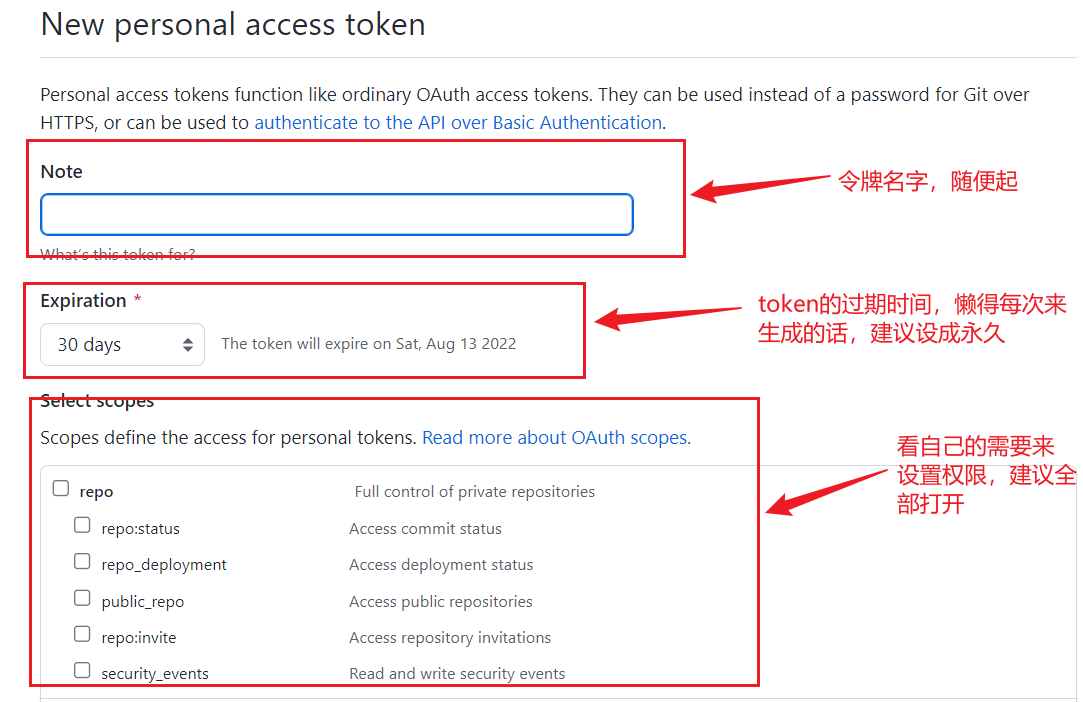 New personal access token
Personal access tokens function like ordinary OAuth access tokens. They can be used instead of a password for Git over
HTTPS, or can be used to authenticate to the API over Basic Authentication.
Note
令牌名字，随便起
What's this token for?
Expiration *
token的过期时间，懒得每次来
生成的话，建议设成永久
30 days
The token will expire on Sat, Aug 13 2022
Select scopes
Scopes define the access for personal tokens. Read more about OAuth scopes.
看自己的需要来
设置权限，建议全
部打开
repo Full control of private repositories
repo:status Access commit status
repo_deployment Access deployment status
public_repo Access public repositories
repo:invite Access repository invitations
security_events Read and write security events